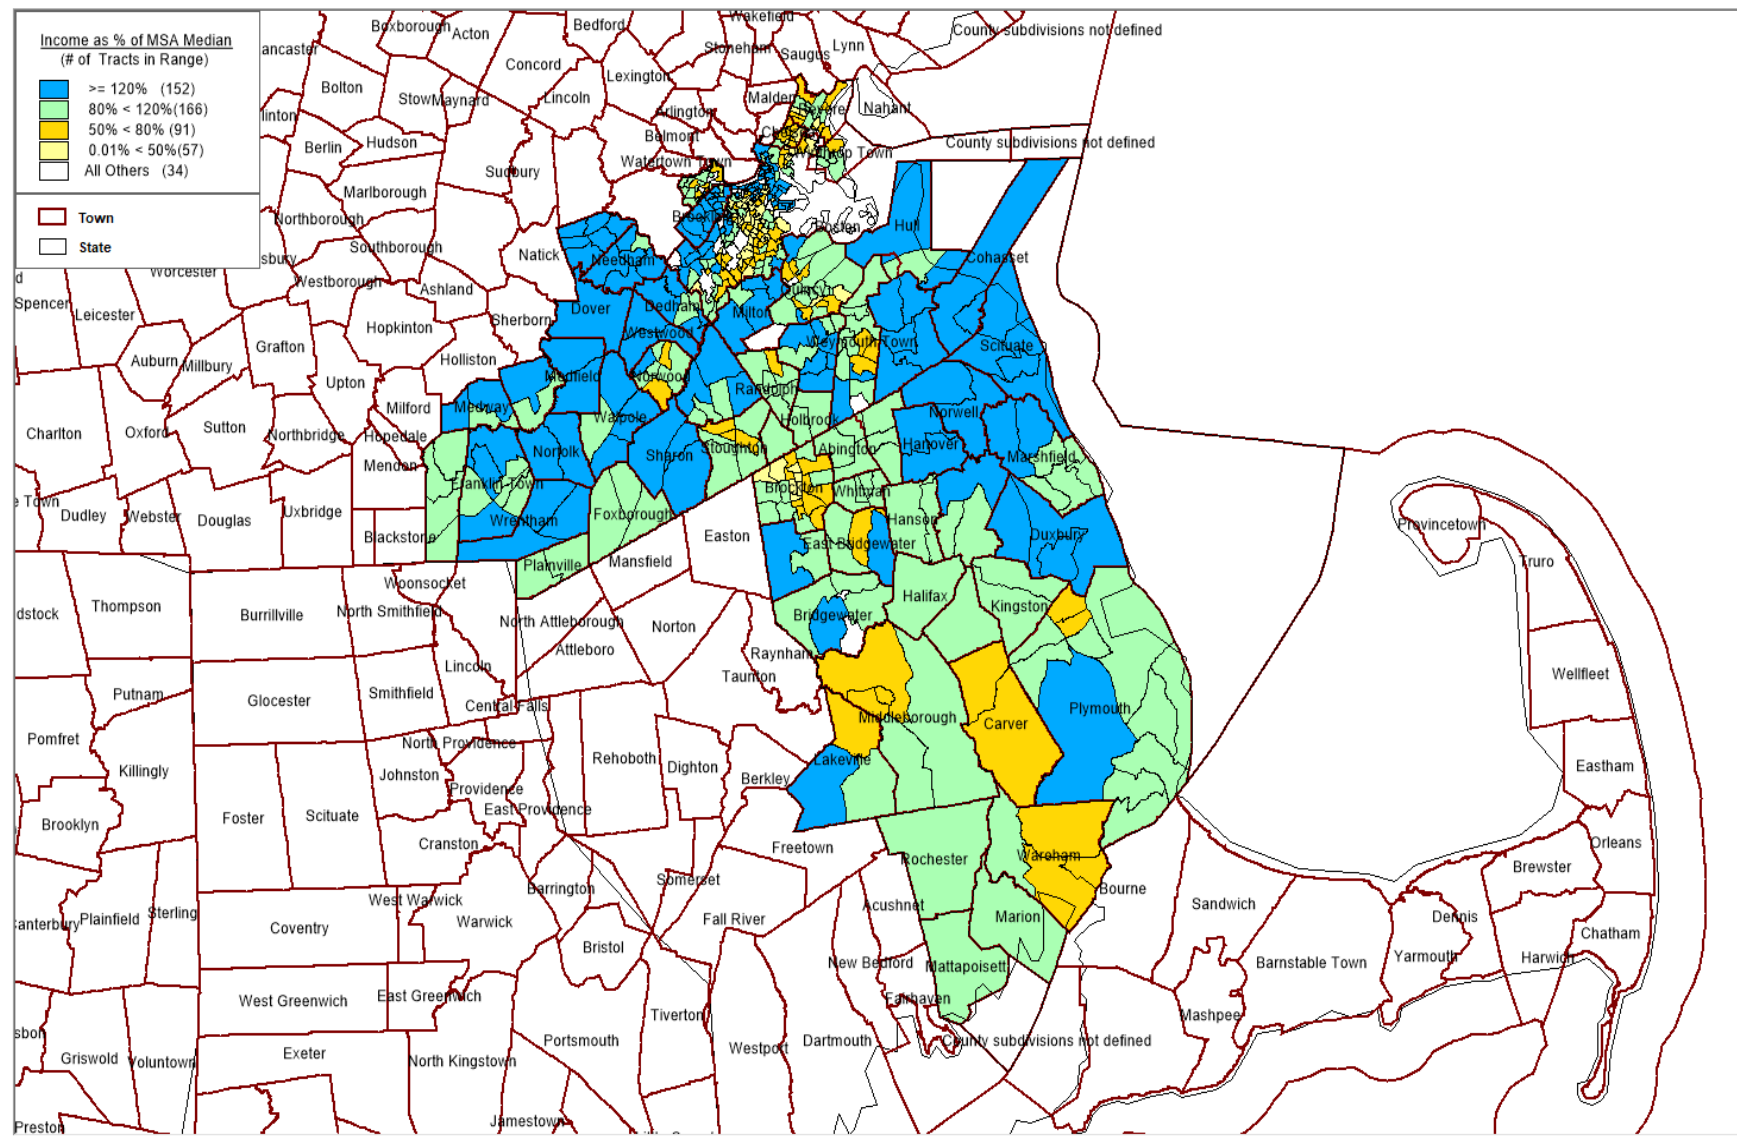 Income as % of MSA Median
(# of Tracts in Range)
>= 120% (152)
80% < 120%(166)
50% < 80% (91)
0.01% < 50%(57)
All Others (34)
Town
State
Wakefield
Boxborough
Acton
Bedford
County subdivisions not defined
Stoneham
Saugus
Lynn
ancaster
Concord
Lexington
Bolton
Stow
Maynard
Lincoln
Malden
Arlington
Revere
Nahant
linton
Belmont
Berlin
Hudson
County subdivisions not defined
Winthrop Town
Watertown Town
Sudbury
Marlborough
Northborough
Brookline
Boston
Hull
Southborough
Natick
Needham
Cohasset
sbury
Worcester
Westborough
Ashland
d
Spencer
Leicester
Quincy
Dover
Dedham
Milton
Sherborn
Hopkinton
Westwood
Weymouth Town
Scituate
Grafton
Holliston
Auburn
Millbury
Upton
Medfield
Norwood
Randolph
Milford
Medway
Walpole
Holbrook
Norwell
Charlton
Oxford
Sutton
Northbridge
Hopedale
Hanover
Abington
Stoughton
Norfolk
Sharon
Marshfield
Mendon
Franklin Town
Brockton
Whitman
e Town
Dudley
Webster
Douglas
Uxbridge
Wrentham
Foxborough
Hanson
Provincetown
Blackstone
Easton
East Bridgewater
Duxbury
Plainville
Mansfield
Truro
Woonsocket
Halifax
Kingston
dstock
Thompson
Burrillville
North Smithfield
North Attleborough
Norton
Bridgewater
Attleboro
Raynham
Lincoln
Taunton
Wellfleet
Putnam
Glocester
Smithfield
Central Falls
Plymouth
Middleborough
Carver
Pomfret
North Providence
Killingly
Johnston
Rehoboth
Dighton
Berkley
Lakeville
Eastham
Providence
East Providence
Brooklyn
Foster
Scituate
Cranston
Freetown
Rochester
Wareham
Orleans
Brewster
Barrington
Somerset
Bourne
West Warwick
Acushnet
Sandwich
anterbury
Plainfield
Sterling
Coventry
Warwick
Fall River
Marion
Dennis
Chatham
Bristol
New Bedford
Mattapoisett
Barnstable Town
Yarmouth
Harwich
West Greenwich
East Greenwich
Fairhaven
Tiverton
Mashpee
sbon
Portsmouth
Westport
Dartmouth
County subdivisions not defined
Griswold
Voluntown
Exeter
North Kingstown
Jamestown
Preston